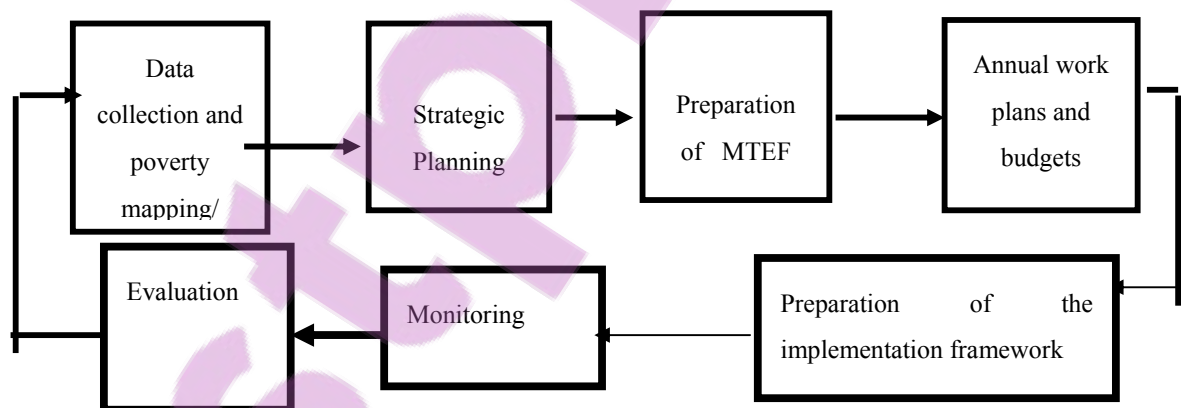 Data
collection and
poverty
mapping/
Strategic
Planning
Preparation
of MTEF
Annual work
plans and
budgets
Evaluation
Monitoring
Preparation of the
implementation framework